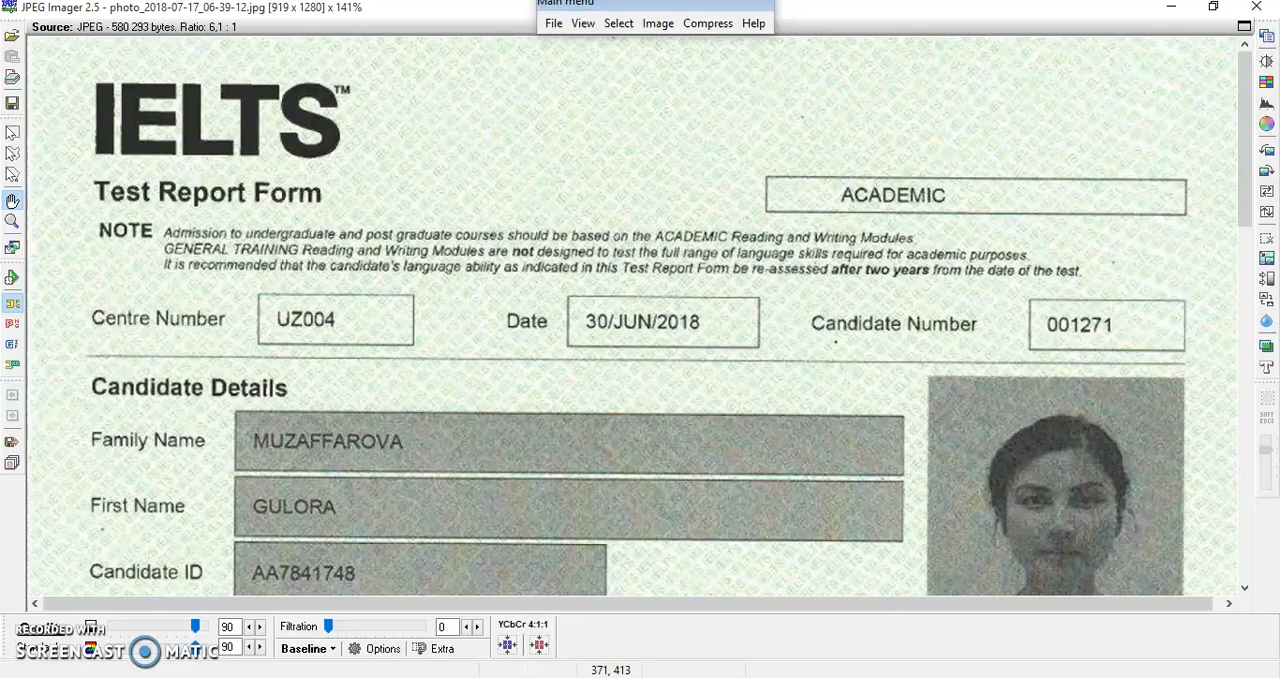 JPEG Imager 2.5 - photo_2018-07-17_06-39-12.jpg [919 x 1280] x 141%
Main menu
File View Select Image Compress Help
Source: JPEG - 580 293 bytes. Ratio: 6,1 : 1
IELTS™
Test Report Form
ACADEMIC
NOTE Admission to undergraduate and post graduate courses should be based on the ACADEMIC Reading and Writing Modules.
GENERAL TRAINING Reading and Writing Modules are not designed to test the full range of language skills required for academic purposes.
It is recommended that the candidate's language ability as indicated in this Test Report Form be re-assessed after two years from the date of the test.
Centre Number UZ004 Date 30/JUN/2018 Candidate Number 001271
Candidate Details
Family Name MUZAFFAROVA
First Name GULORA
Candidate ID AA7841748
SOFT EDGE
90 Filtration 0 YCbCr 4:1:1
RECORDED WITH
SCREENCAST MATIC
90 Baseline Options Extra
371, 413